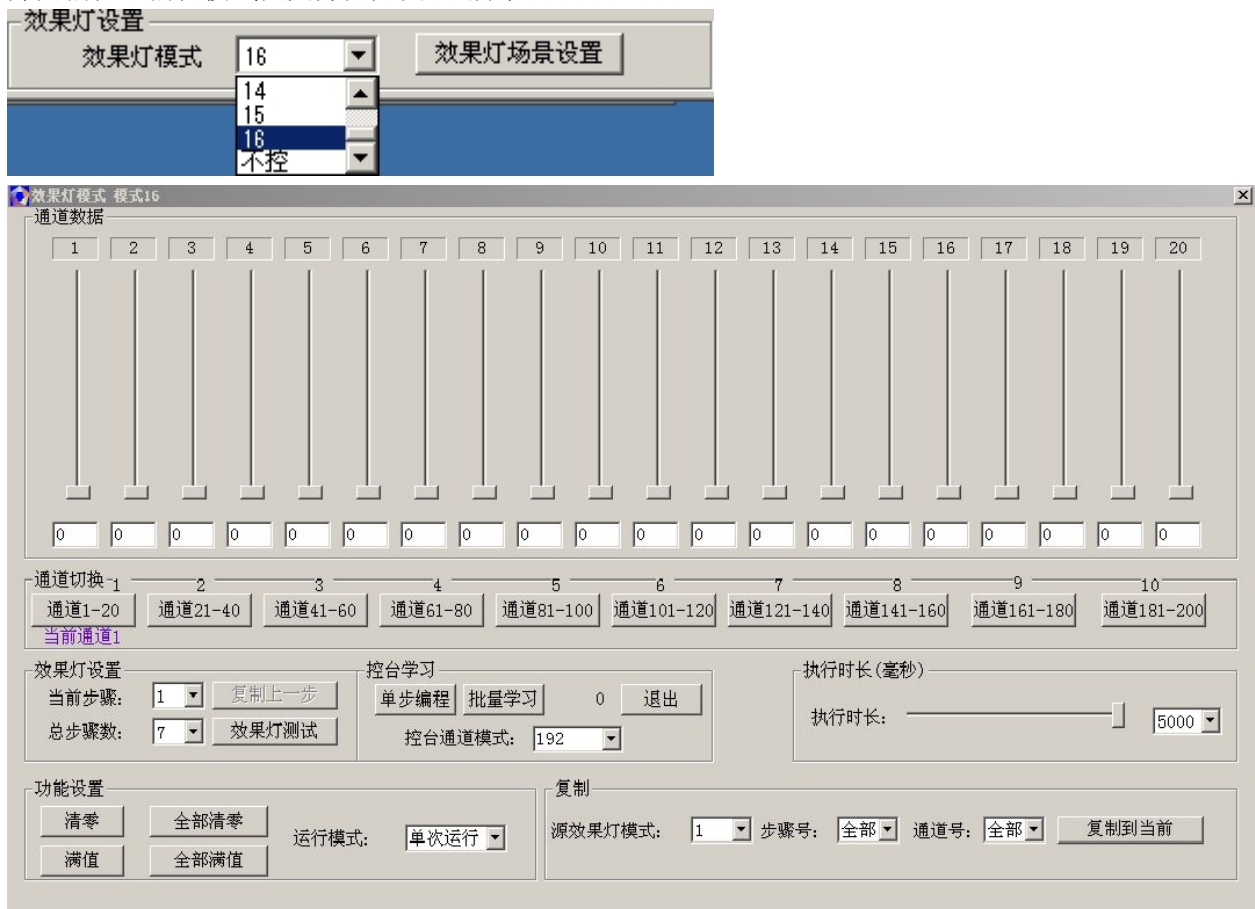 效果灯设置
效果灯模式 16 效果灯场景设置
14
15
16
不控
效果灯模式 模式16
通道数据
1 2 3 4 5 6 7 8 9 10 11 12 13 14 15 16 17 18 19 20
0 0 0 0 0 0 0 0 0 0 0 0 0 0 0 0 0 0 0 0
通道切换 1 2 3 4 5 6 7 8 9 10
通道1-20 通道21-40 通道41-60 通道61-80 通道81-100 通道101-120 通道121-140 通道141-160 通道161-180 通道181-200
当前通道1
效果灯设置 控台学习 执行时长(毫秒)
当前步骤: 1 复制上一步 单步编程 批量学习 0 退出
执行时长: 5000
总步骤数: 7 效果灯测试 控台通道模式: 192
功能设置 复制
清零 全部清零
运行模式: 单次运行 源效果灯模式: 1 步骤号: 全部 通道号: 全部 复制到当前
满值 全部满值